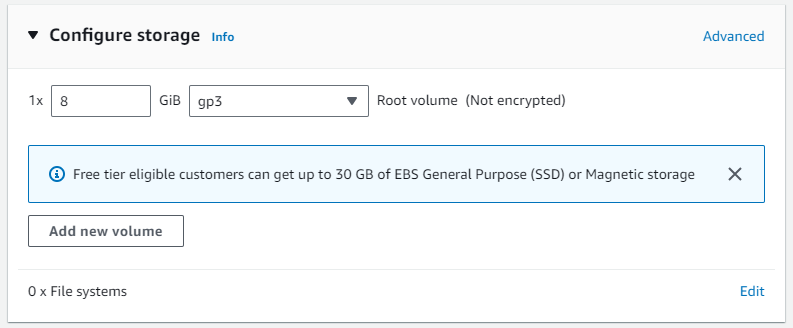 Configure storage Info Advanced
1x 8 GiB gp3 Root volume (Not encrypted)
Free tier eligible customers can get up to 30 GB of EBS General Purpose (SSD) or Magnetic storage
Add new volume
0 x File systems Edit